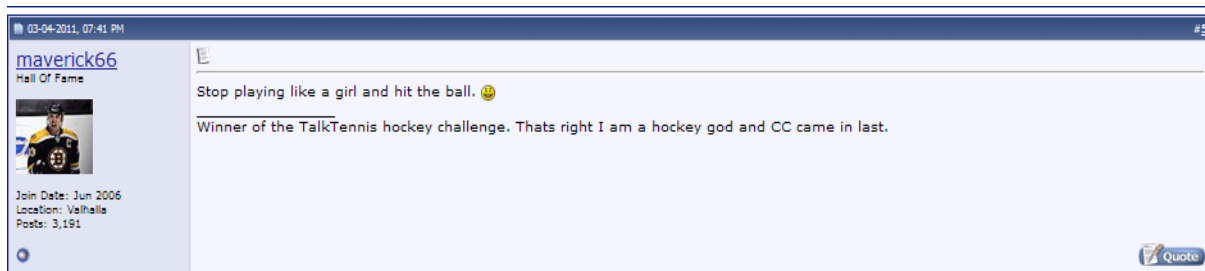 03-04-2011, 07:41 PM
#5
maverick66
Hall Of Fame
Stop playing like a girl and hit the ball.
Winner of the TalkTennis hockey challenge. Thats right I am a hockey god and CC came in last.
Join Date: Jun 2006
Location: Valhalla
Posts: 3,191
Quote